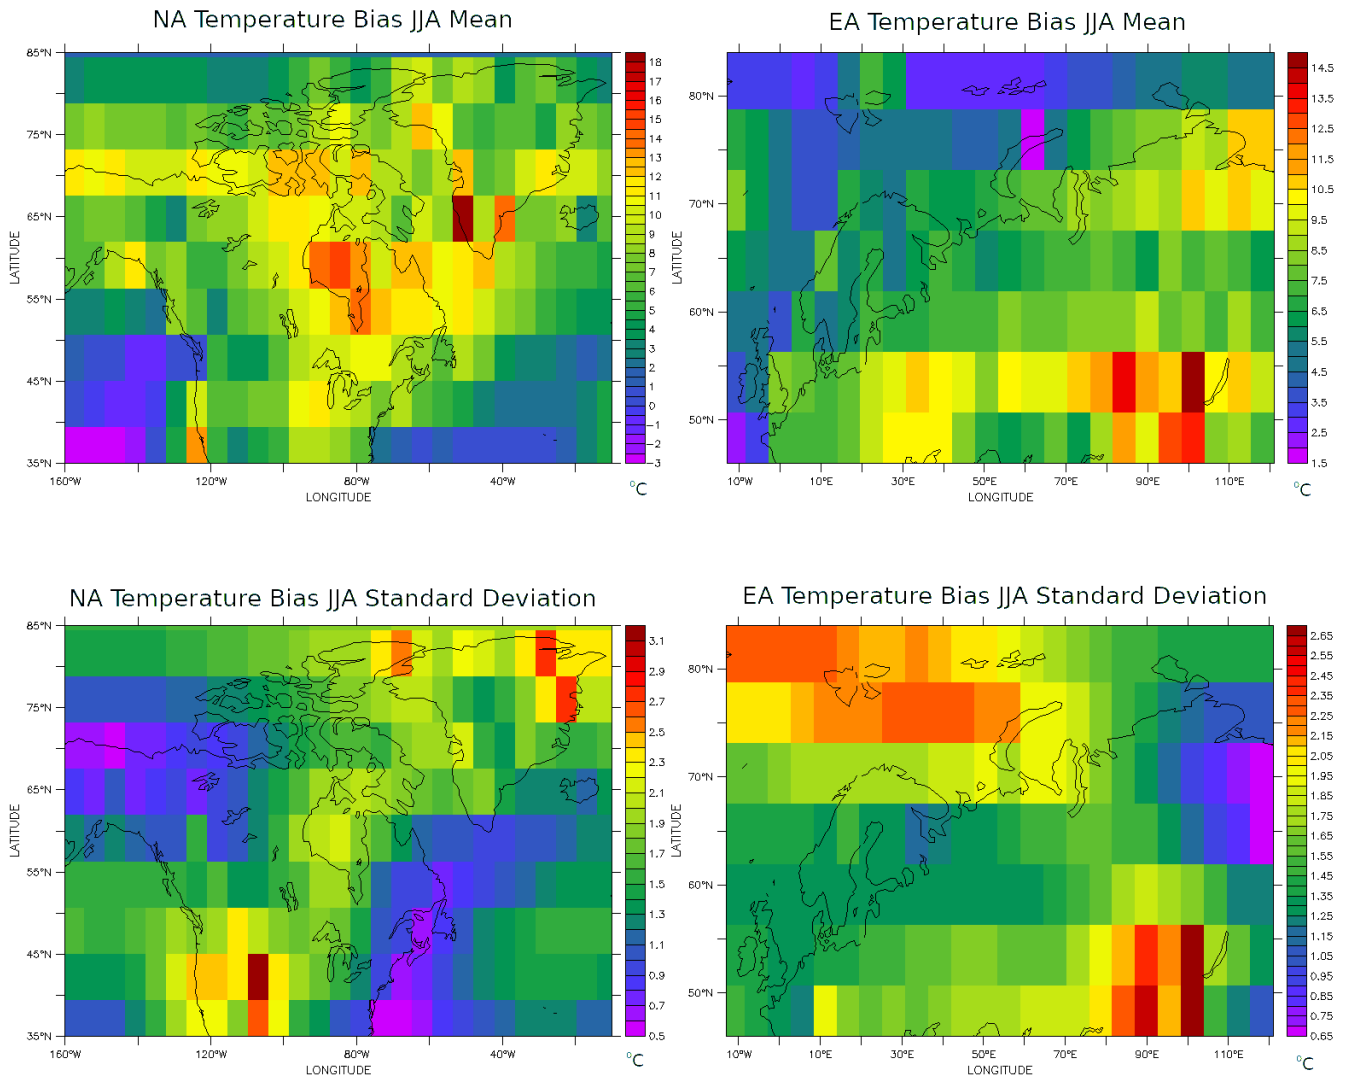 NA Temperature Bias JJA Mean
85°N
75°N
65°N
55°N
45°N
35°N
LATITUDE
160°W
120°W
80°W
40°W
LONGITUDE
18
17
16
15
14
13
12
11
10
9
8
7
6
5
4
3
2
1
0
−1
−2
−3
°C
EA Temperature Bias JJA Mean
80°N
70°N
60°N
50°N
LATITUDE
10°W
10°E
30°E
50°E
70°E
90°E
110°E
LONGITUDE
14.5
13.5
12.5
11.5
10.5
9.5
8.5
7.5
6.5
5.5
4.5
3.5
2.5
1.5
°C
NA Temperature Bias JJA Standard Deviation
85°N
75°N
65°N
55°N
45°N
35°N
LATITUDE
160°W
120°W
80°W
40°W
LONGITUDE
3.1
2.9
2.7
2.5
2.3
2.1
1.9
1.7
1.5
1.3
1.1
0.9
0.7
0.5
°C
EA Temperature Bias JJA Standard Deviation
80°N
70°N
60°N
50°N
LATITUDE
10°W
10°E
30°E
50°E
70°E
90°E
110°E
LONGITUDE
2.65
2.55
2.45
2.35
2.25
2.15
2.05
1.95
1.85
1.75
1.65
1.55
1.45
1.35
1.25
1.15
1.05
0.95
0.85
0.75
0.65
°C